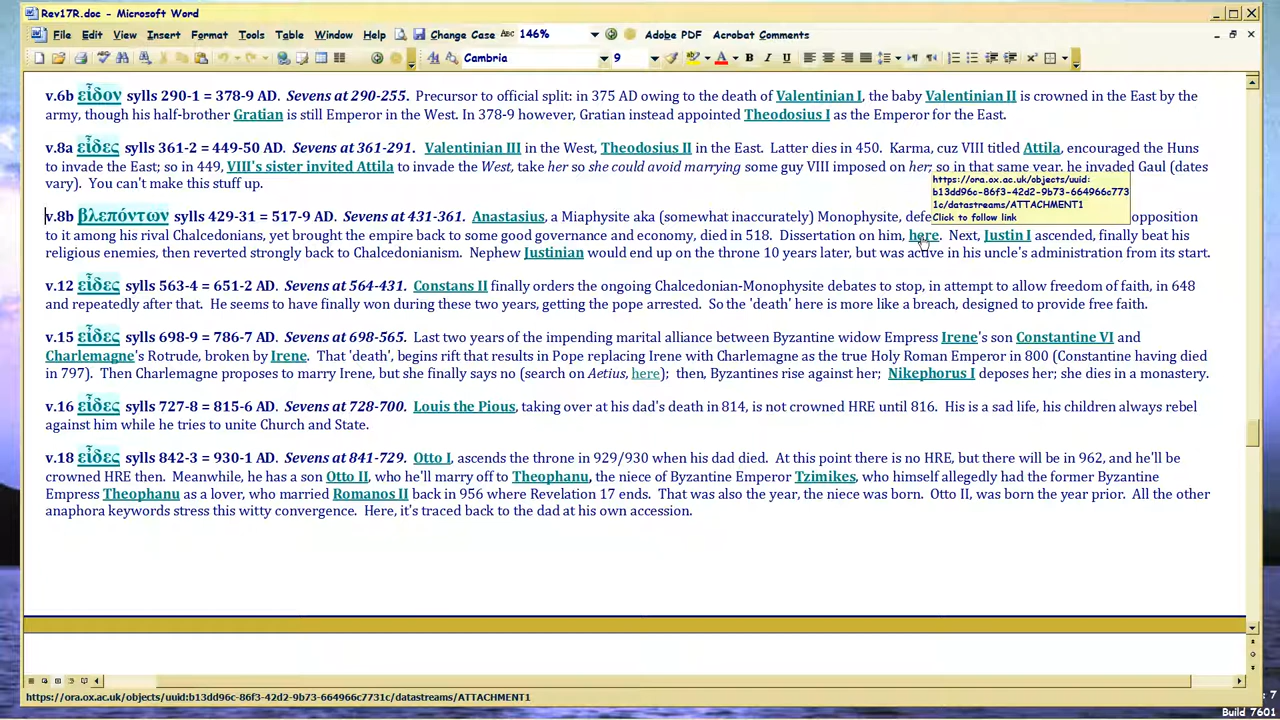 Rev17R.doc - Microsoft Word
File Edit View Insert Format Tools Table Window Help Change Case ABC 146% Adobe PDF Acrobat Comments
Cambria 9 B I U
v.6b εἶδον sylls 290-1 = 378-9 AD. Sevens at 290-255. Precursor to official split: in 375 AD owing to the death of Valentinian I, the baby Valentinian II is crowned in the East by the
army, though his half-brother Gratian is still Emperor in the West. In 378-9 however, Gratian instead appointed Theodosius I as the Emperor for the East.
v.8a εἶδες sylls 361-2 = 449-50 AD. Sevens at 361-291. Valentinian III in the West, Theodosius II in the East. Latter dies in 450. Karma, cuz VIII titled Attila, encouraged the Huns
to invade the East; so in 449, VIII's sister invited Attila to invade the West, take her so she could avoid marrying some guy VIII imposed on her; so in that same year, he invaded Gaul (dates
vary). You can't make this stuff up.
https://ora.ox.ac.uk/objects/uuid:
b13dd96c-86f3-42d2-9b73-664966c773
1c/datastreams/ATTACHMENT1
Click to follow link
v.8b βλεπόντων sylls 429-31 = 517-9 AD. Sevens at 431-361. Anastasius, a Miaphysite aka (somewhat inaccurately) Monophysite, defe opposition
to it among his rival Chalcedonians, yet brought the empire back to some good governance and economy, died in 518. Dissertation on him, here. Next, Justin I ascended, finally beat his
religious enemies, then reverted strongly back to Chalcedonianism. Nephew Justinian would end up on the throne 10 years later, but was active in his uncle's administration from its start.
v.12 εἶδες sylls 563-4 = 651-2 AD. Sevens at 564-431. Constans II finally orders the ongoing Chalcedonian-Monophysite debates to stop, in attempt to allow freedom of faith, in 648
and repeatedly after that. He seems to have finally won during these two years, getting the pope arrested. So the 'death' here is more like a breach, designed to provide free faith.
v.15 εἶδες sylls 698-9 = 786-7 AD. Sevens at 698-565. Last two years of the impending marital alliance between Byzantine widow Empress Irene's son Constantine VI and
Charlemagne's Rotrude, broken by Irene. That 'death', begins rift that results in Pope replacing Irene with Charlemagne as the true Holy Roman Emperor in 800 (Constantine having died
in 797). Then Charlemagne proposes to marry Irene, but she finally says no (search on Aetius, here); then, Byzantines rise against her; Nikephorus I deposes her; she dies in a monastery.
v.16 εἶδες sylls 727-8 = 815-6 AD. Sevens at 728-700. Louis the Pious, taking over at his dad's death in 814, is not crowned HRE until 816. His is a sad life, his children always rebel
against him while he tries to unite Church and State.
v.18 εἶδες sylls 842-3 = 930-1 AD. Sevens at 841-729. Otto I, ascends the throne in 929/930 when his dad died. At this point there is no HRE, but there will be in 962, and he'll be
crowned HRE then. Meanwhile, he has a son Otto II, who he'll marry off to Theophanu, the niece of Byzantine Emperor Tzimikes, who himself allegedly had the former Byzantine
Empress Theophanu as a lover, who married Romanos II back in 956 where Revelation 17 ends. That was also the year, the niece was born. Otto II, was born the year prior. All the other
anaphora keywords stress this witty convergence. Here, it's traced back to the dad at his own accession.
https://ora.ox.ac.uk/objects/uuid:b13dd96c-86f3-42d2-9b73-664966c7731c/datastreams/ATTACHMENT1
: 7
Build 7601